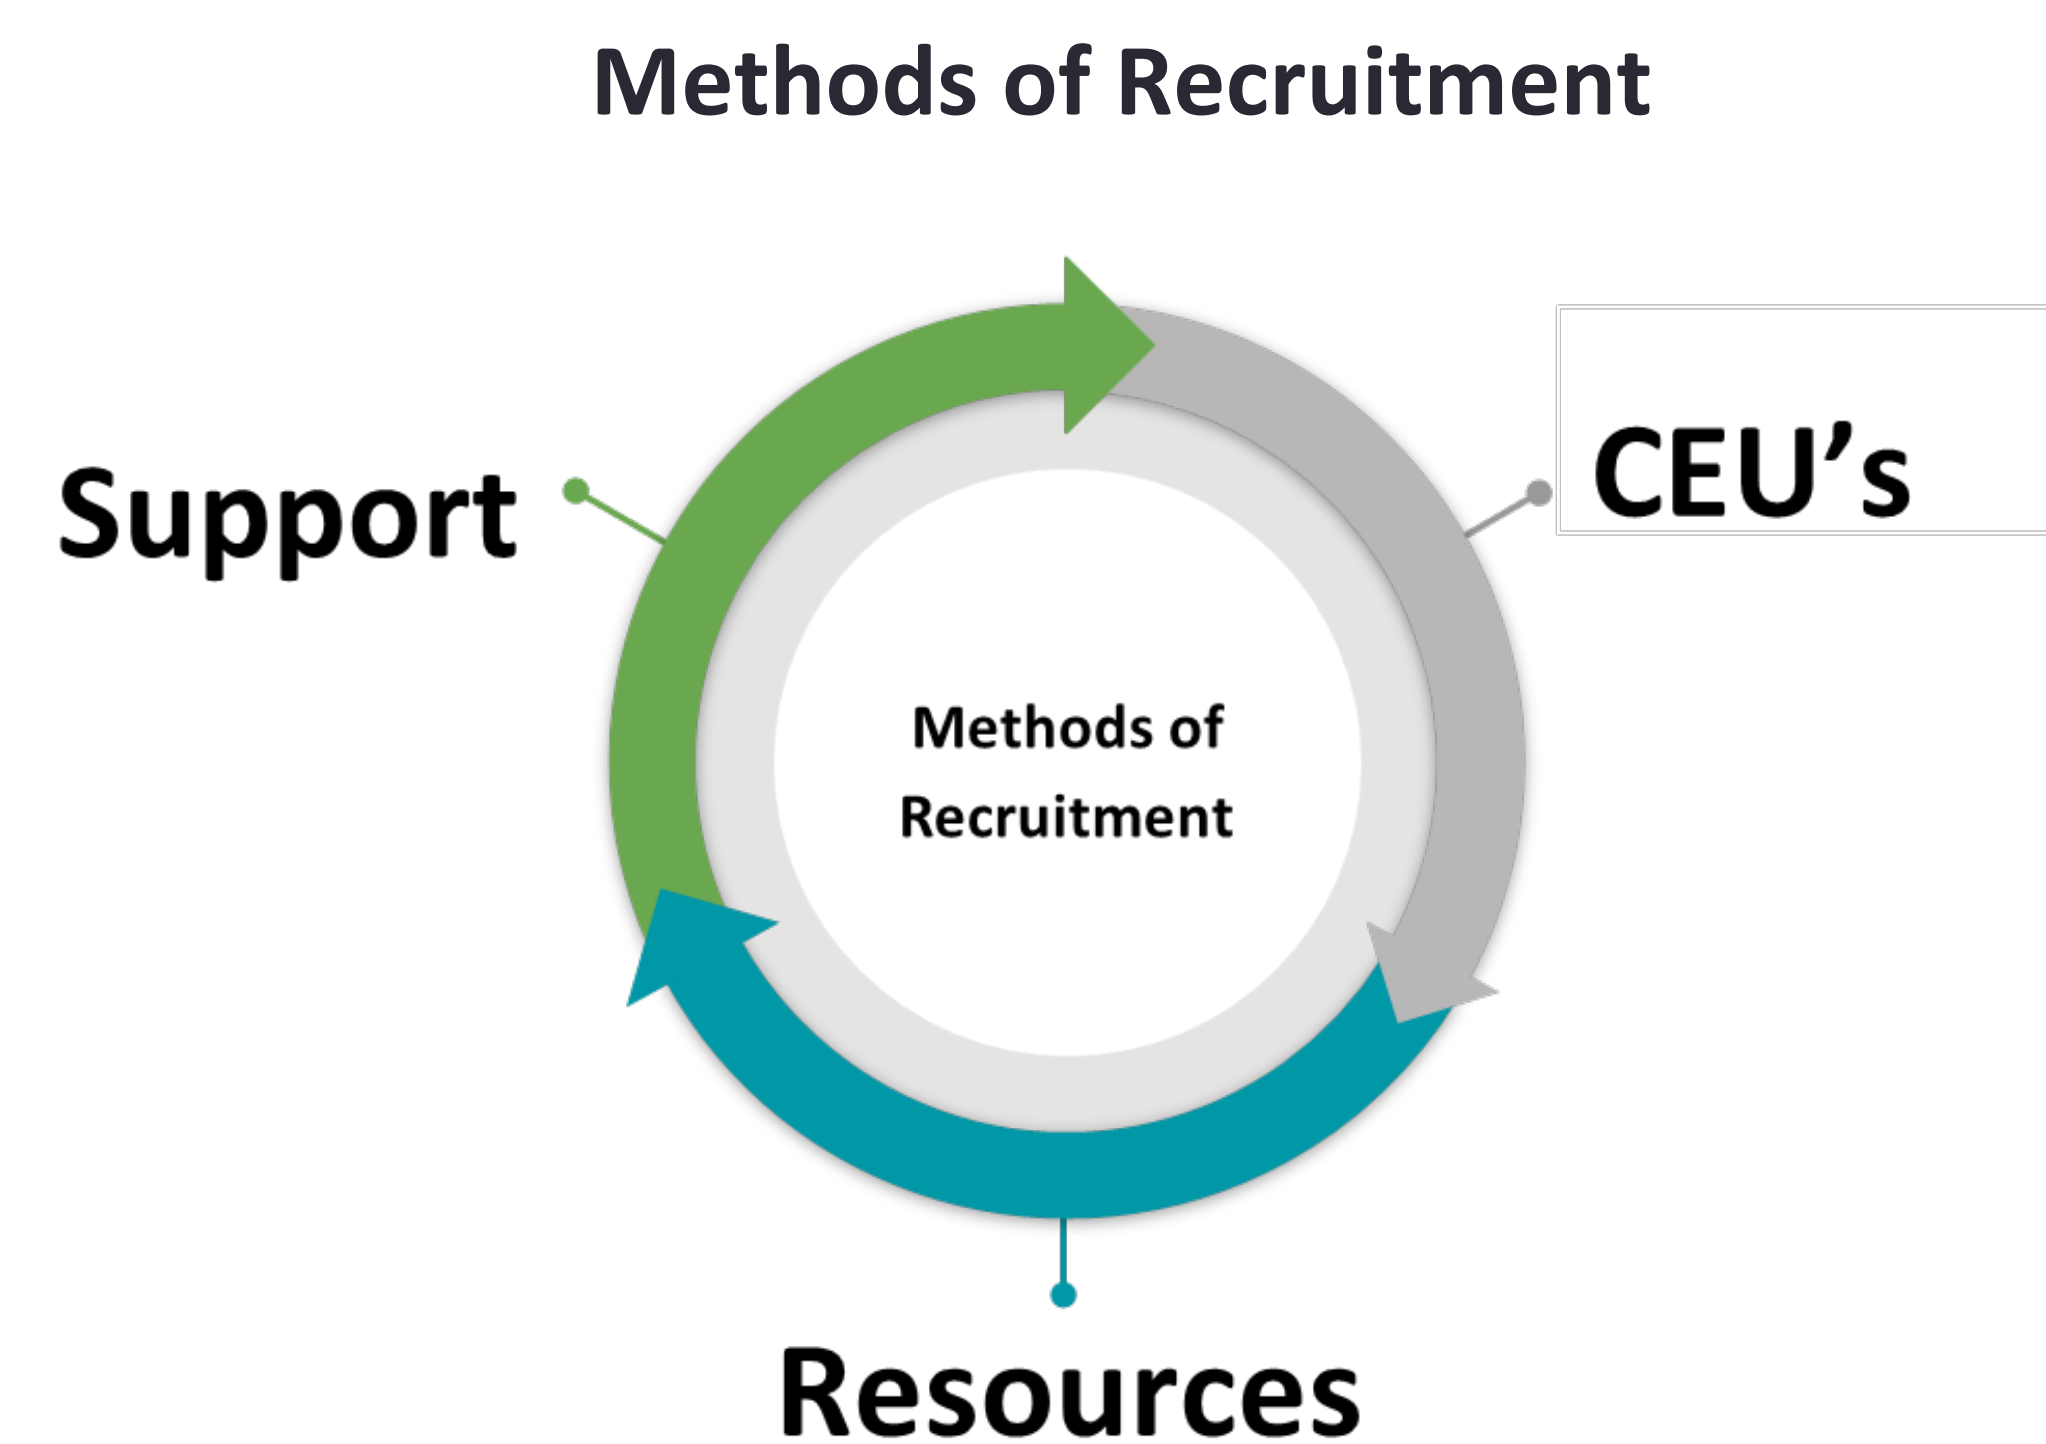 Methods of Recruitment
CEU’s
Support
Methods of
Recruitment
Resources